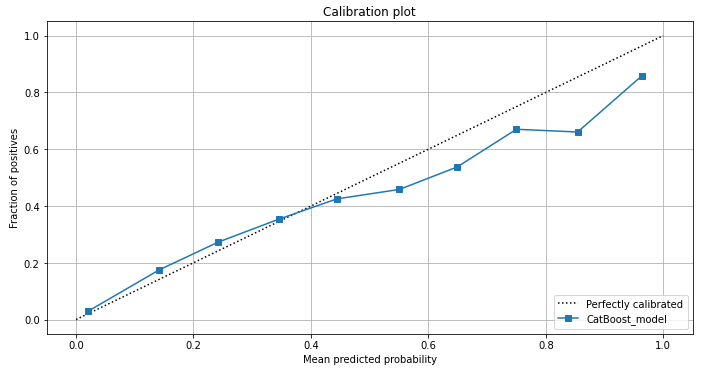 Calibration plot
1.0
0.8
0.6
0.4
0.2
0.0
Fraction of positives
0.0 0.2 0.4 0.6 0.8 1.0
Mean predicted probability
Perfectly calibrated
CatBoost_model